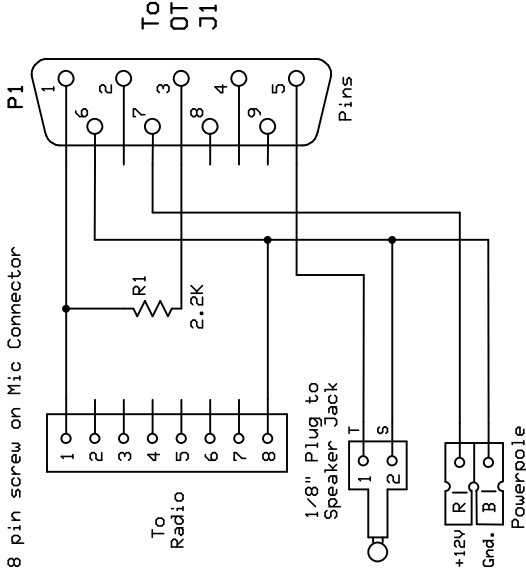 8 pin screw on Mic Connector
P1
To
OT
J1
Pins
1
2
3
4
5
6
7
8
9
R1
2.2K
1
2
3
4
5
6
7
8
To
Radio
1/8" Plug to
Speaker Jack
T
S
1
2
+12V
Gnd.
R
B
Powerpole